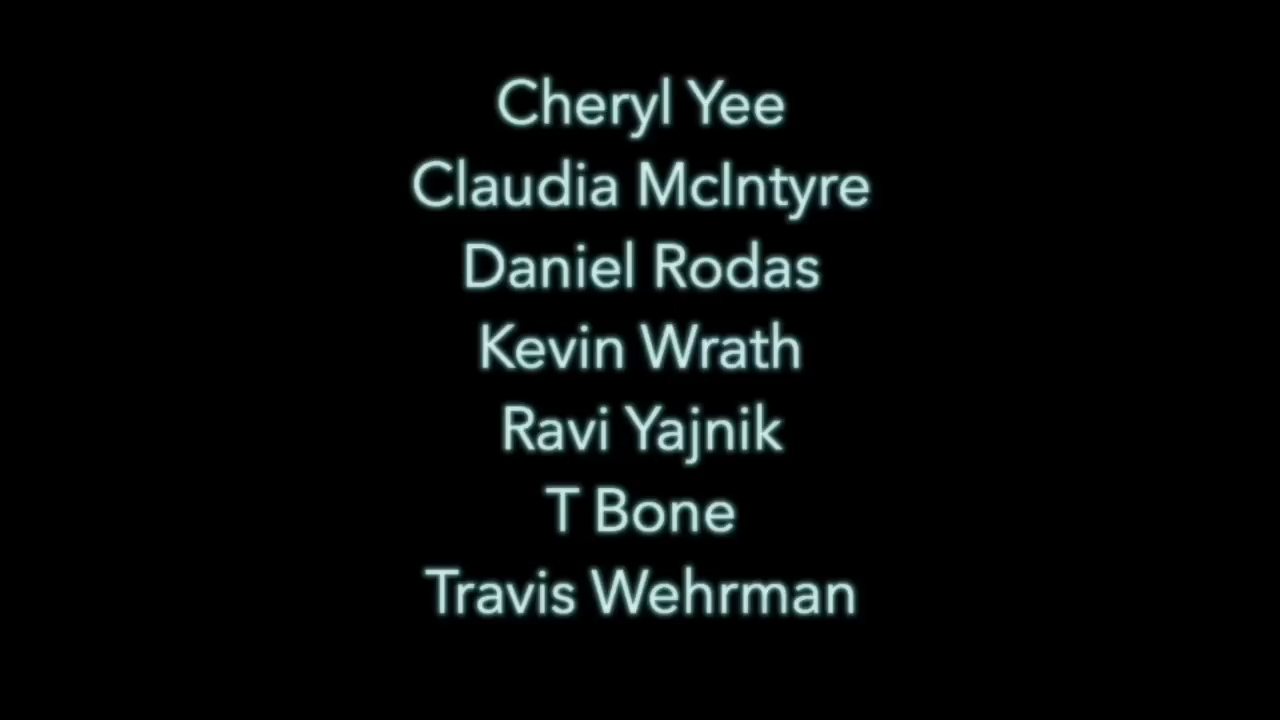 Cheryl Yee
Claudia McIntyre
Daniel Rodas
Kevin Wrath
Ravi Yajnik
T Bone
Travis Wehrman